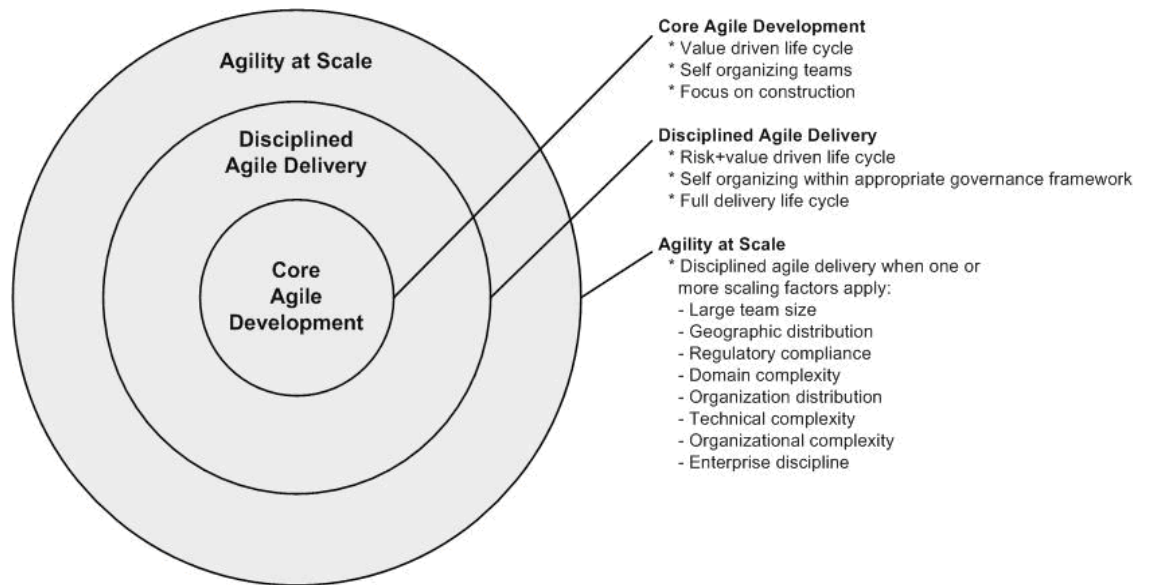 Agility at Scale
Disciplined
Agile Delivery
Core
Agile
Development
Core Agile Development
* Value driven life cycle
* Self organizing teams
* Focus on construction
Disciplined Agile Delivery
* Risk+value driven life cycle
* Self organizing within appropriate governance framework
* Full delivery life cycle
Agility at Scale
* Disciplined agile delivery when one or
more scaling factors apply:
- Large team size
- Geographic distribution
- Regulatory compliance
- Domain complexity
- Organization distribution
- Technical complexity
- Organizational complexity
- Enterprise discipline